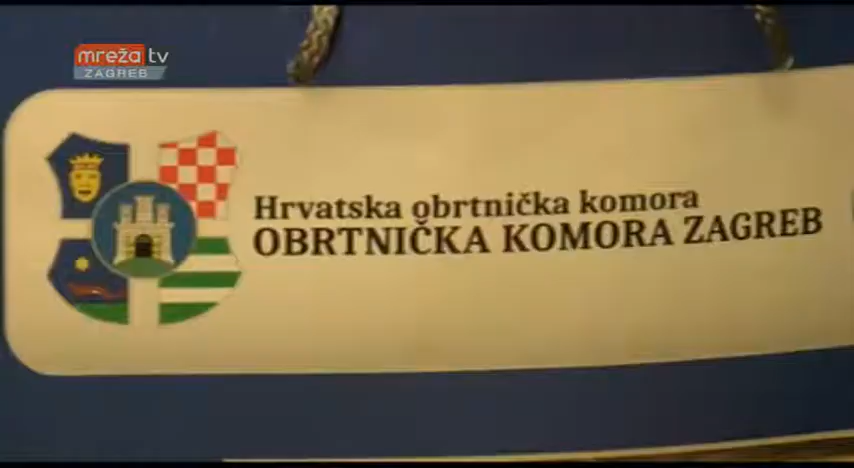 mreža tv
ZAGREB
Hrvatska obrtnička komora
OBRTNIČKA KOMORA ZAGREB